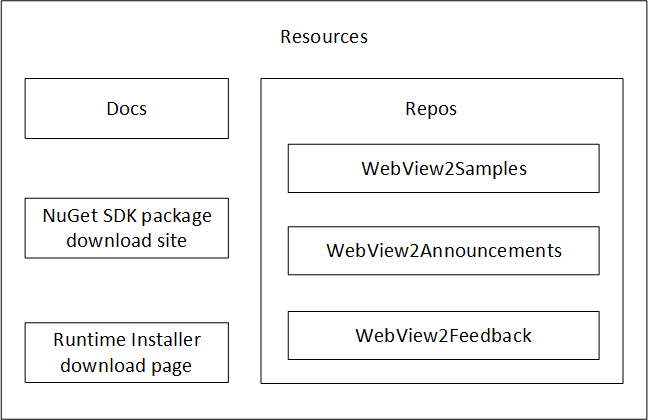 Resources
Docs
NuGet SDK package
download site
Runtime Installer
download page
Repos
WebView2Samples
WebView2Announcements
WebView2Feedback